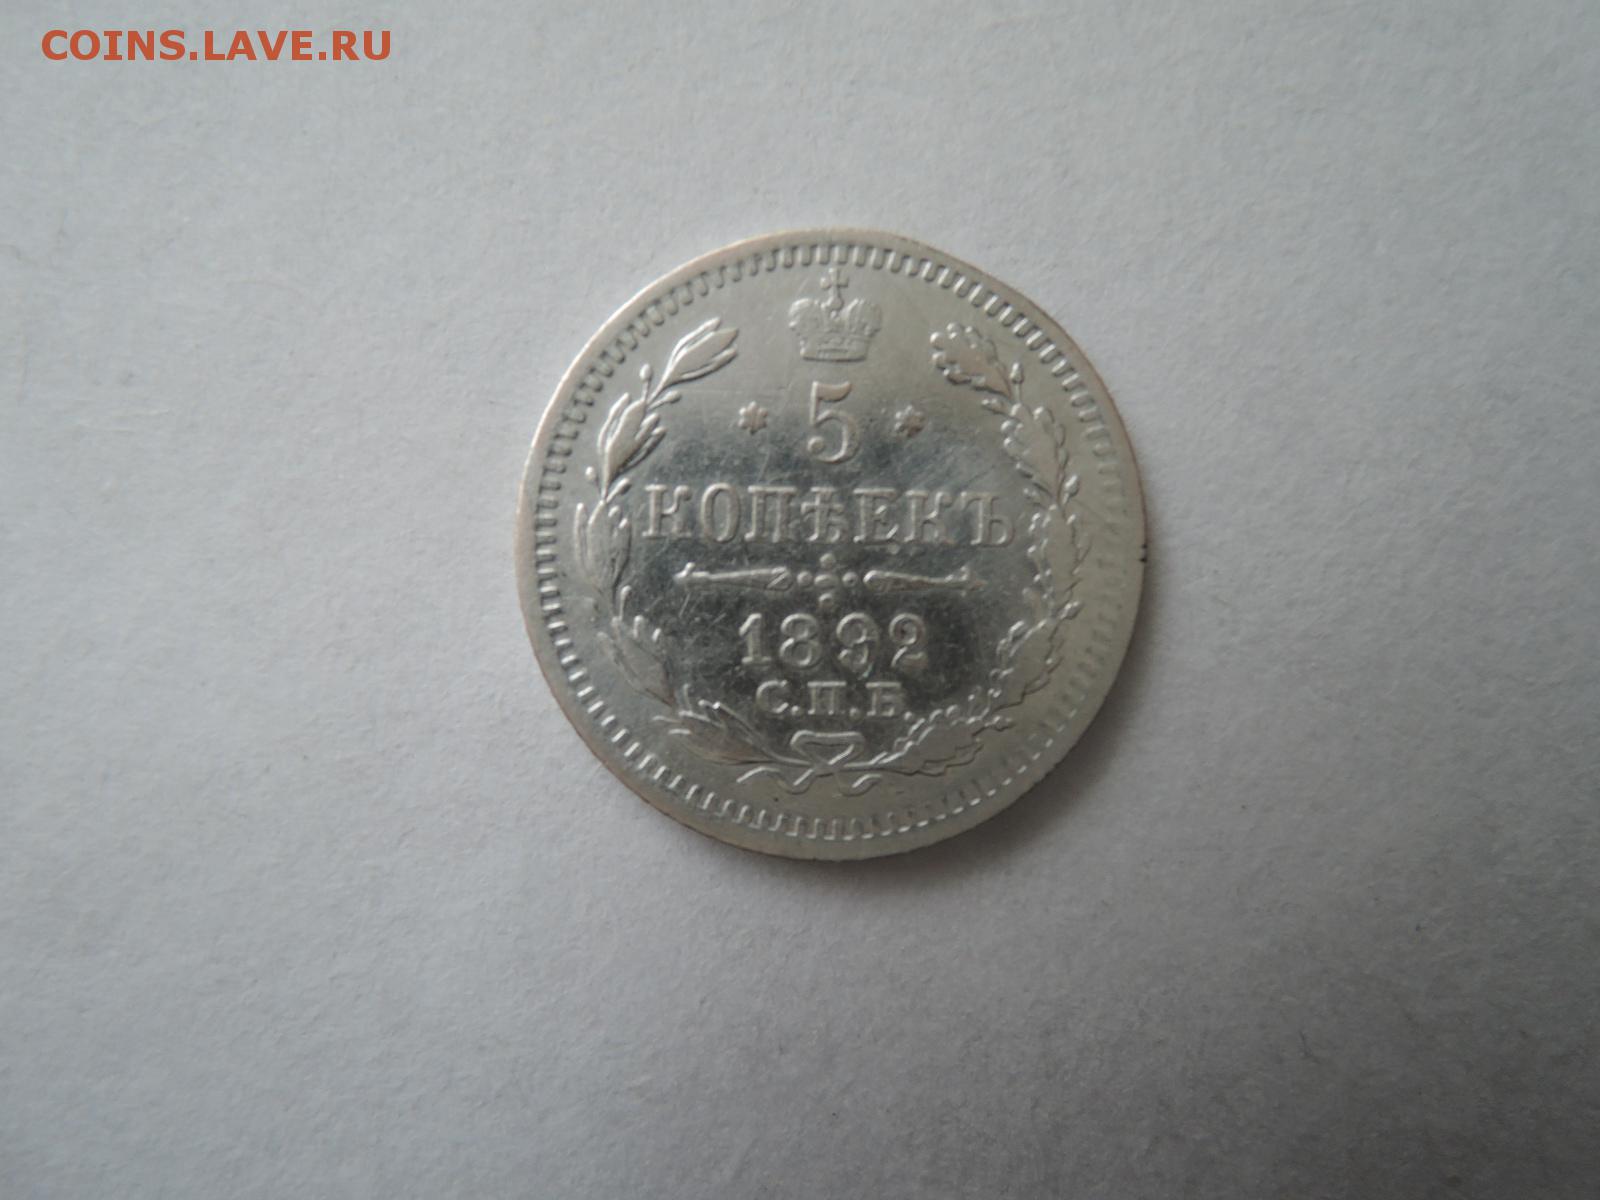 COINS.LAVE.RU
* 5 *
КОПѢЕКЪ
1892
С.П.Б.